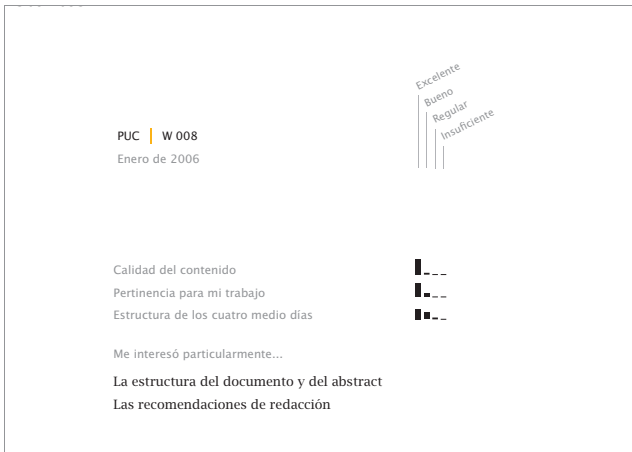 Excelente
Bueno
Regular
Insuficiente
PUC | W 008
Enero de 2006
Calidad del contenido
Pertinencia para mi trabajo
Estructura de los cuatro medio días
Me interesó particularmente...
La estructura del documento y del abstract
Las recomendaciones de redacción